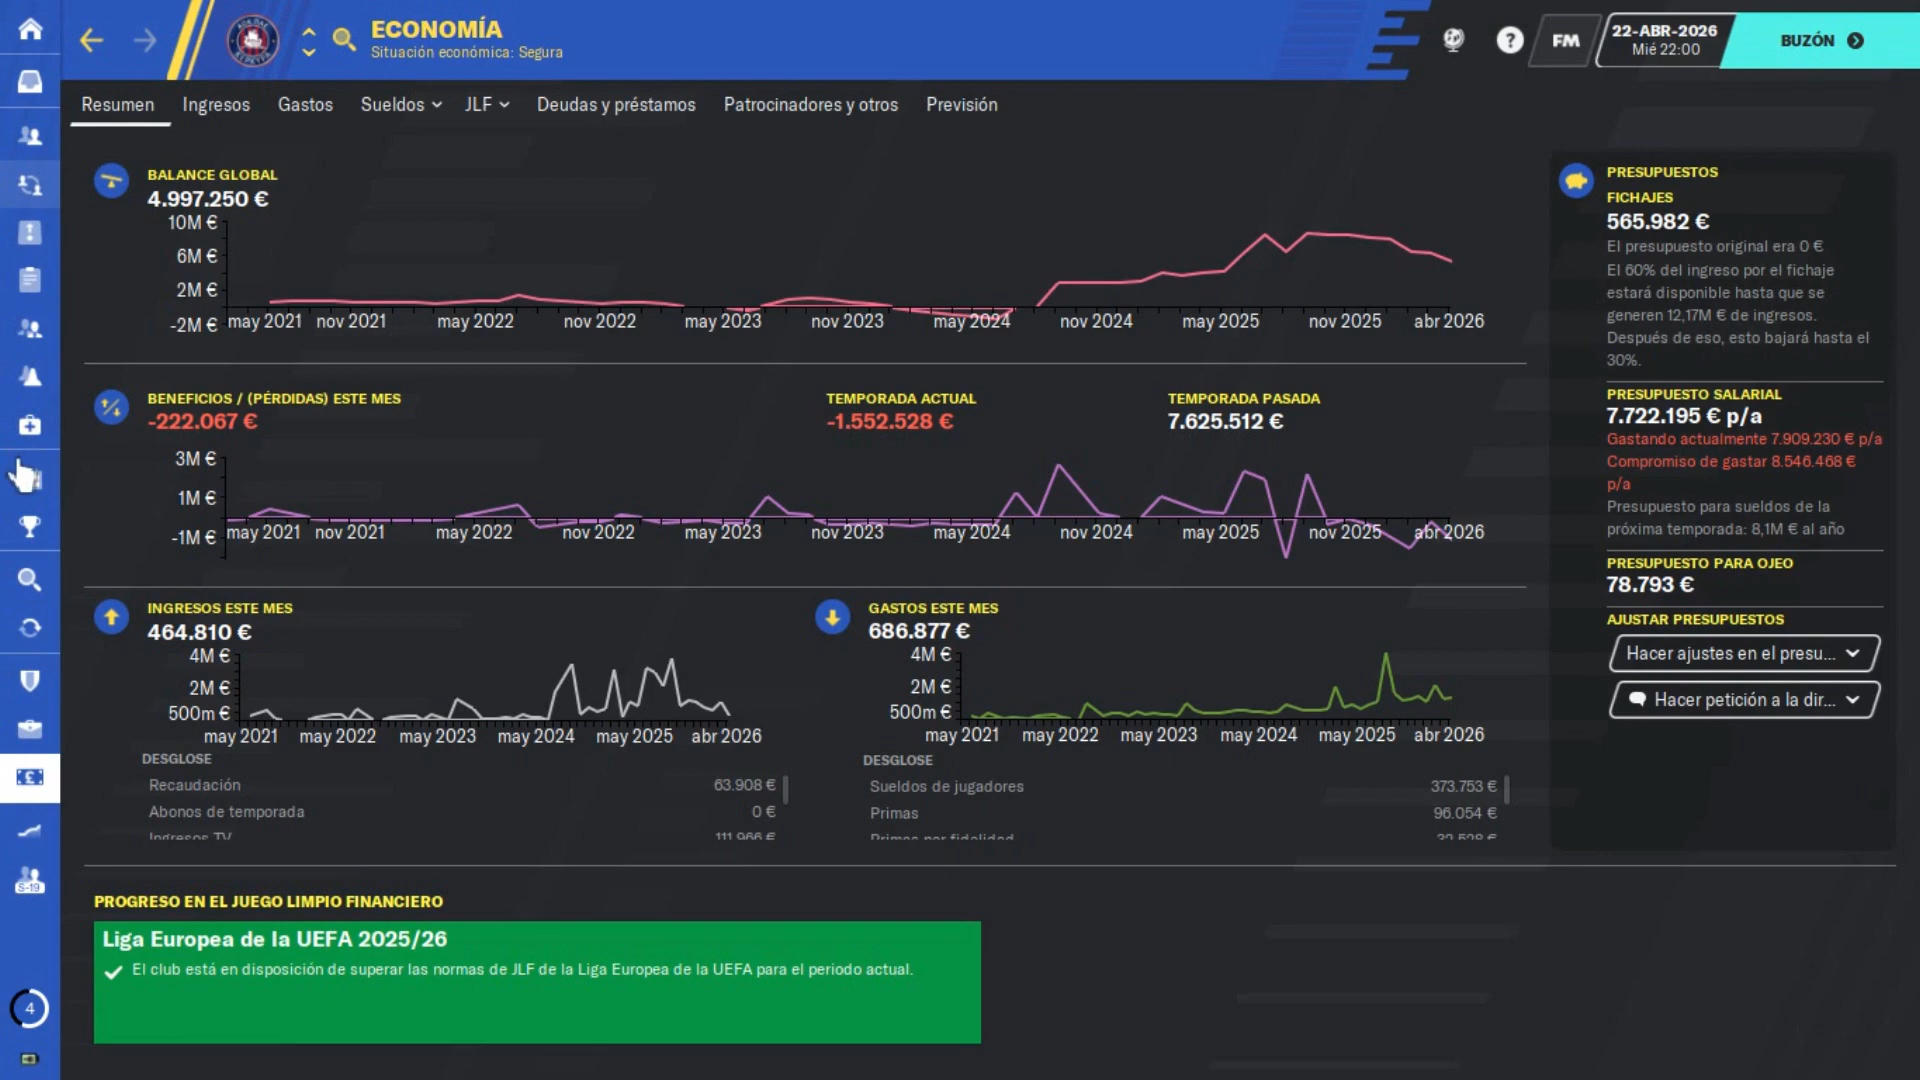 ECONOMÍA
Situación económica: Segura
FM
22-ABR-2026
Mié 22:00
BUZÓN
Resumen
Ingresos
Gastos
Sueldos
JLF
Deudas y préstamos
Patrocinadores y otros
Previsión
BALANCE GLOBAL
4.997.250 €
10M €
6M €
2M €
-2M €
may 2021 nov 2021 may 2022 nov 2022 may 2023 nov 2023 may 2024 nov 2024 may 2025 nov 2025 abr 2026
BENEFICIOS / (PÉRDIDAS) ESTE MES
-222.067 €
TEMPORADA ACTUAL
-1.552.528 €
TEMPORADA PASADA
7.625.512 €
3M €
1M €
-1M €
may 2021 nov 2021 may 2022 nov 2022 may 2023 nov 2023 may 2024 nov 2024 may 2025 nov 2025 abr 2026
INGRESOS ESTE MES
464.810 €
4M €
2M €
500m €
may 2021 may 2022 may 2023 may 2024 may 2025 abr 2026
DESGLOSE
Recaudación 63.908 €
Abonos de temporada 0 €
Ingresos TV 111.966 €
GASTOS ESTE MES
686.877 €
4M €
2M €
500m €
may 2021 may 2022 may 2023 may 2024 may 2025 abr 2026
DESGLOSE
Sueldos de jugadores 373.753 €
Primas 96.054 €
Primas por fidelidad 32.528 €
PRESUPUESTOS
FICHAJES
565.982 €
El presupuesto original era 0 €
El 60% del ingreso por el fichaje
estará disponible hasta que se
generen 12,17M € de ingresos.
Después de eso, esto bajará hasta el
30%.
PRESUPUESTO SALARIAL
7.722.195 € p/a
Gastando actualmente 7.909.230 € p/a
Compromiso de gastar 8.546.468 €
p/a
Presupuesto para sueldos de la
próxima temporada: 8,1M € al año
PRESUPUESTO PARA OJEO
78.793 €
AJUSTAR PRESUPUESTOS
Hacer ajustes en el presu...
Hacer petición a la dir...
PROGRESO EN EL JUEGO LIMPIO FINANCIERO
Liga Europea de la UEFA 2025/26
El club está en disposición de superar las normas de JLF de la Liga Europea de la UEFA para el periodo actual.
S-19
4